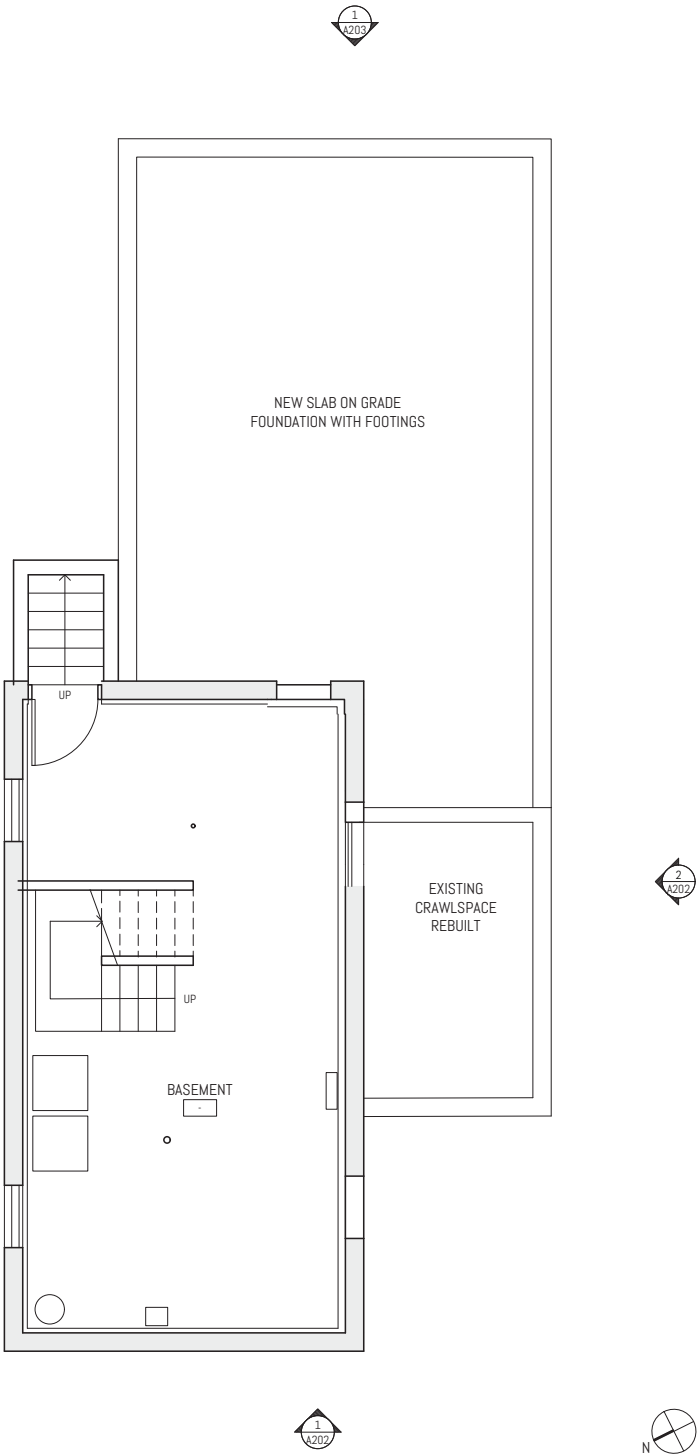 1
A203
NEW SLAB ON GRADE
FOUNDATION WITH FOOTINGS
UP
2
A202
EXISTING
CRAWLSPACE
REBUILT
UP
BASEMENT
-
1
A202
N